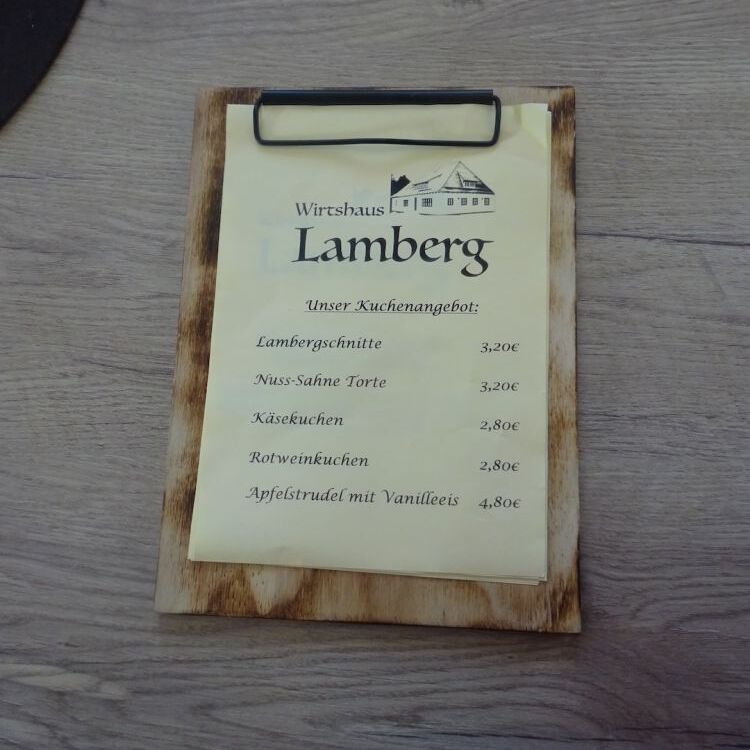 Wirtshaus
Lamberg
Unser Kuchenangebot:
Lambergschnitte 3,20€
Nuss-Sahne Torte 3,20€
Käsekuchen 2,80€
Rotweinkuchen 2,80€
Apfelstrudel mit Vanilleeis 4,80€